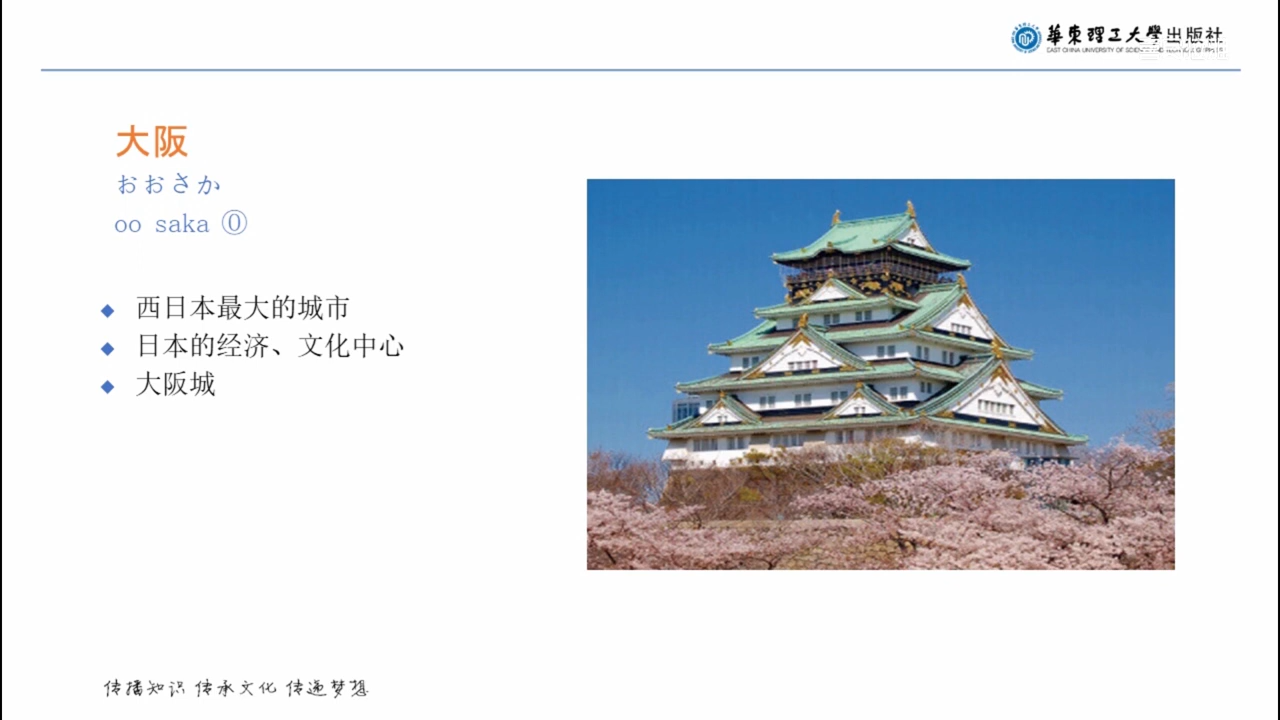 華東理工大學出版社
大阪
おおさか
oo saka ⓪
◆ 西日本最大的城市
◆ 日本的经济、文化中心
◆ 大阪城
传播知识 传承文化 传递梦想